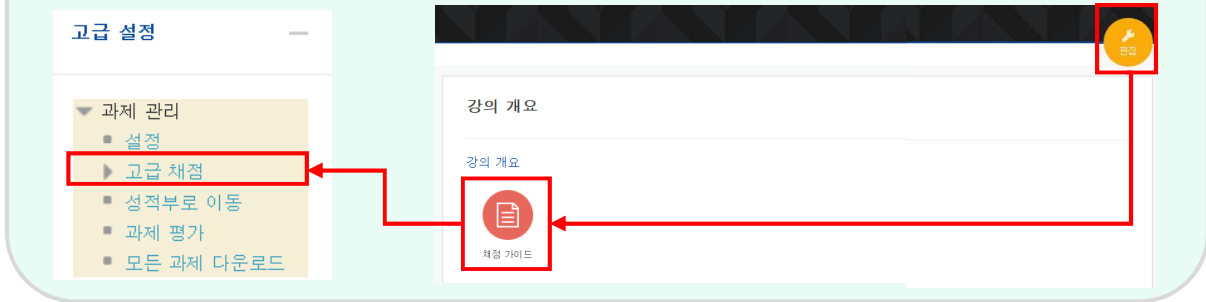 고급 설정
과제 관리
설정
고급 채점
성적부로 이동
과제 평가
모든 과제 다운로드
편집
강의 개요
강의 개요
채점 가이드